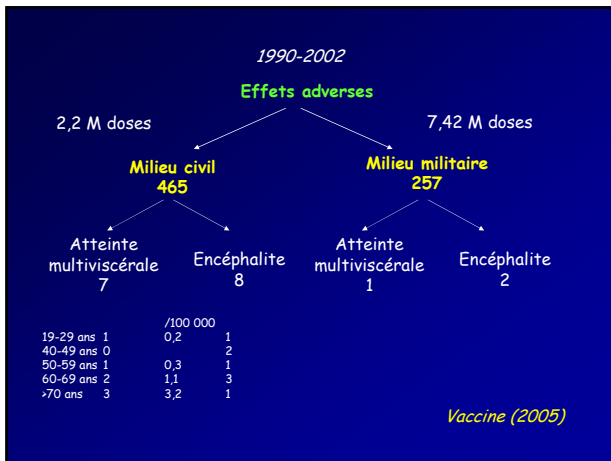 1990-2002
Effets adverses
2,2 M doses
7,42 M doses
Milieu civil
465
Milieu militaire
257
Atteinte
multiviscérale
7
Encéphalite
8
Atteinte
multiviscérale
1
Encéphalite
2
/100 000
19-29 ans 1 0,2 1
40-49 ans 0 2
50-59 ans 1 0,3 1
60-69 ans 2 1,1 3
>70 ans 3 3,2 1
Vaccine (2005)